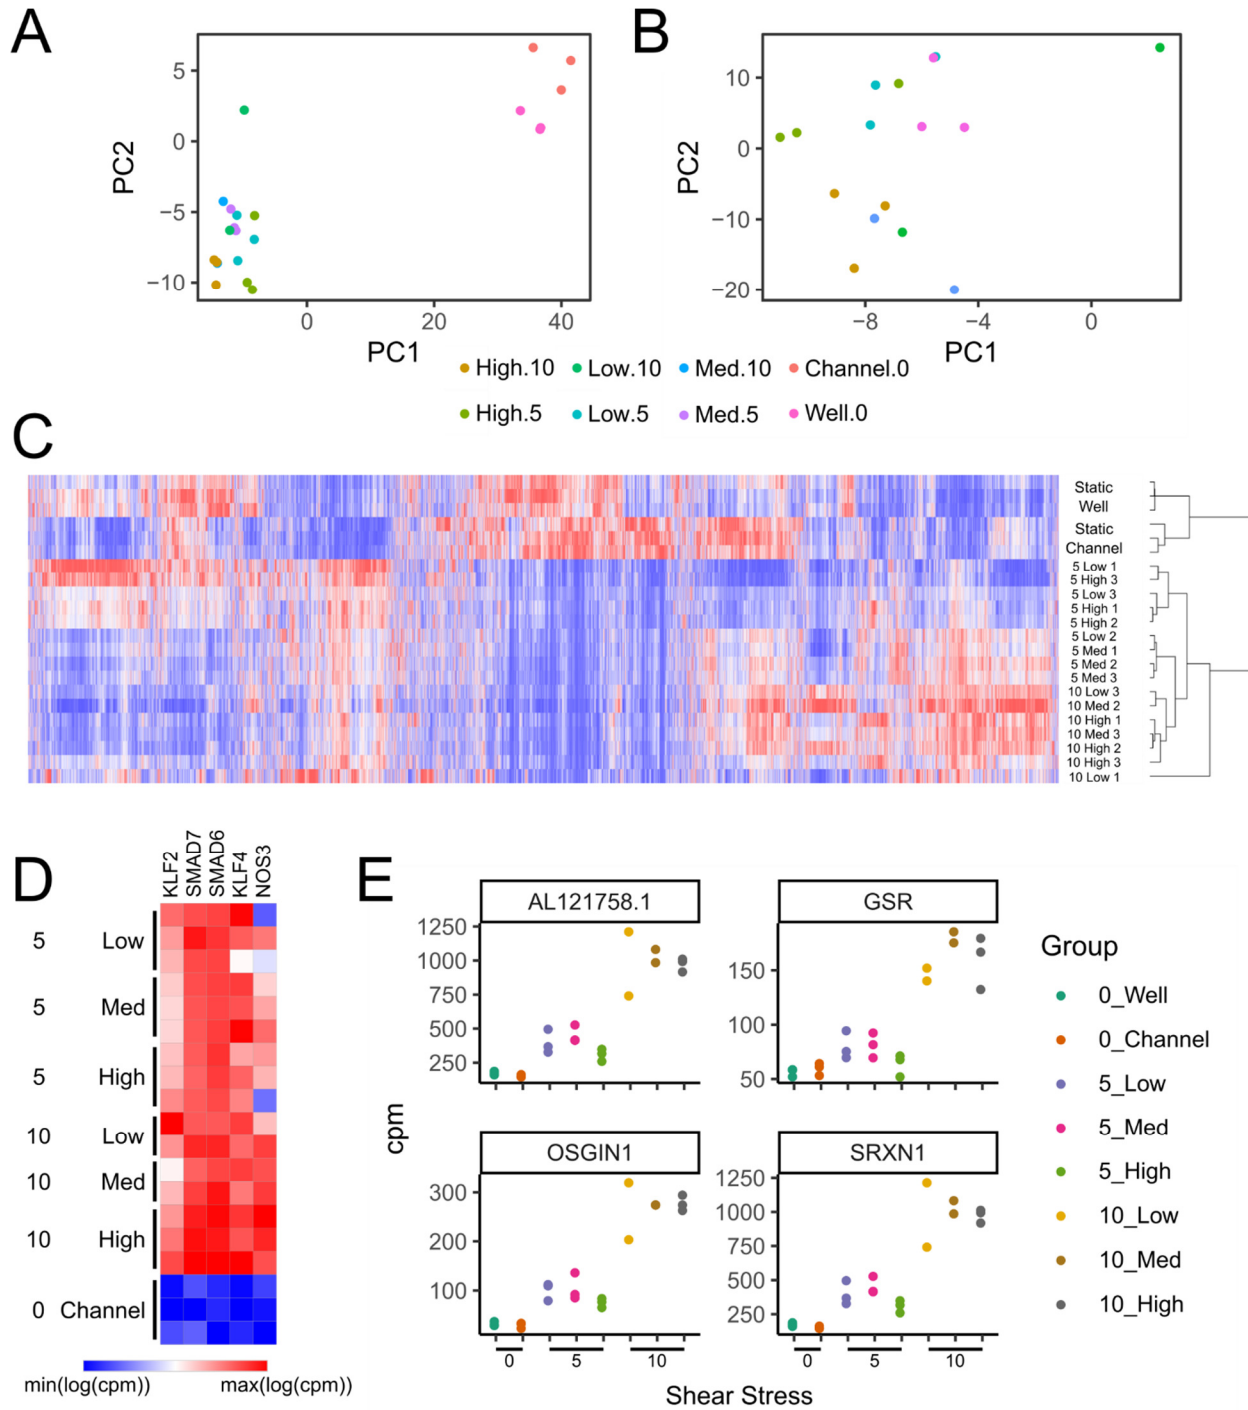 A
B
5
0
−5
−10
PC2
0
20
40
PC1
10
0
−10
−20
PC2
−8
−4
0
PC1
High.10
Low.10
Med.10
Channel.0
High.5
Low.5
Med.5
Well.0
C
Static
Well
Static
Channel
5 Low 1
5 High 3
5 Low 3
5 High 1
5 High 2
5 Low 2
5 Med 1
5 Med 2
5 Med 3
10 Low 3
10 Med 2
10 High 1
10 Med 3
10 High 2
10 High 3
10 Low 1
D
KLF2
SMAD7
SMAD6
KLF4
NOS3
5 Low
5 Med
5 High
10 Low
10 Med
10 High
0 Channel
min(log(cpm))
max(log(cpm))
E
AL121758.1
1250
1000
750
500
250
GSR
150
100
50
cpm
OSGIN1
300
200
100
SRXN1
1250
1000
750
500
250
0
5
10
0
5
10
Shear Stress
Group
0_Well
0_Channel
5_Low
5_Med
5_High
10_Low
10_Med
10_High